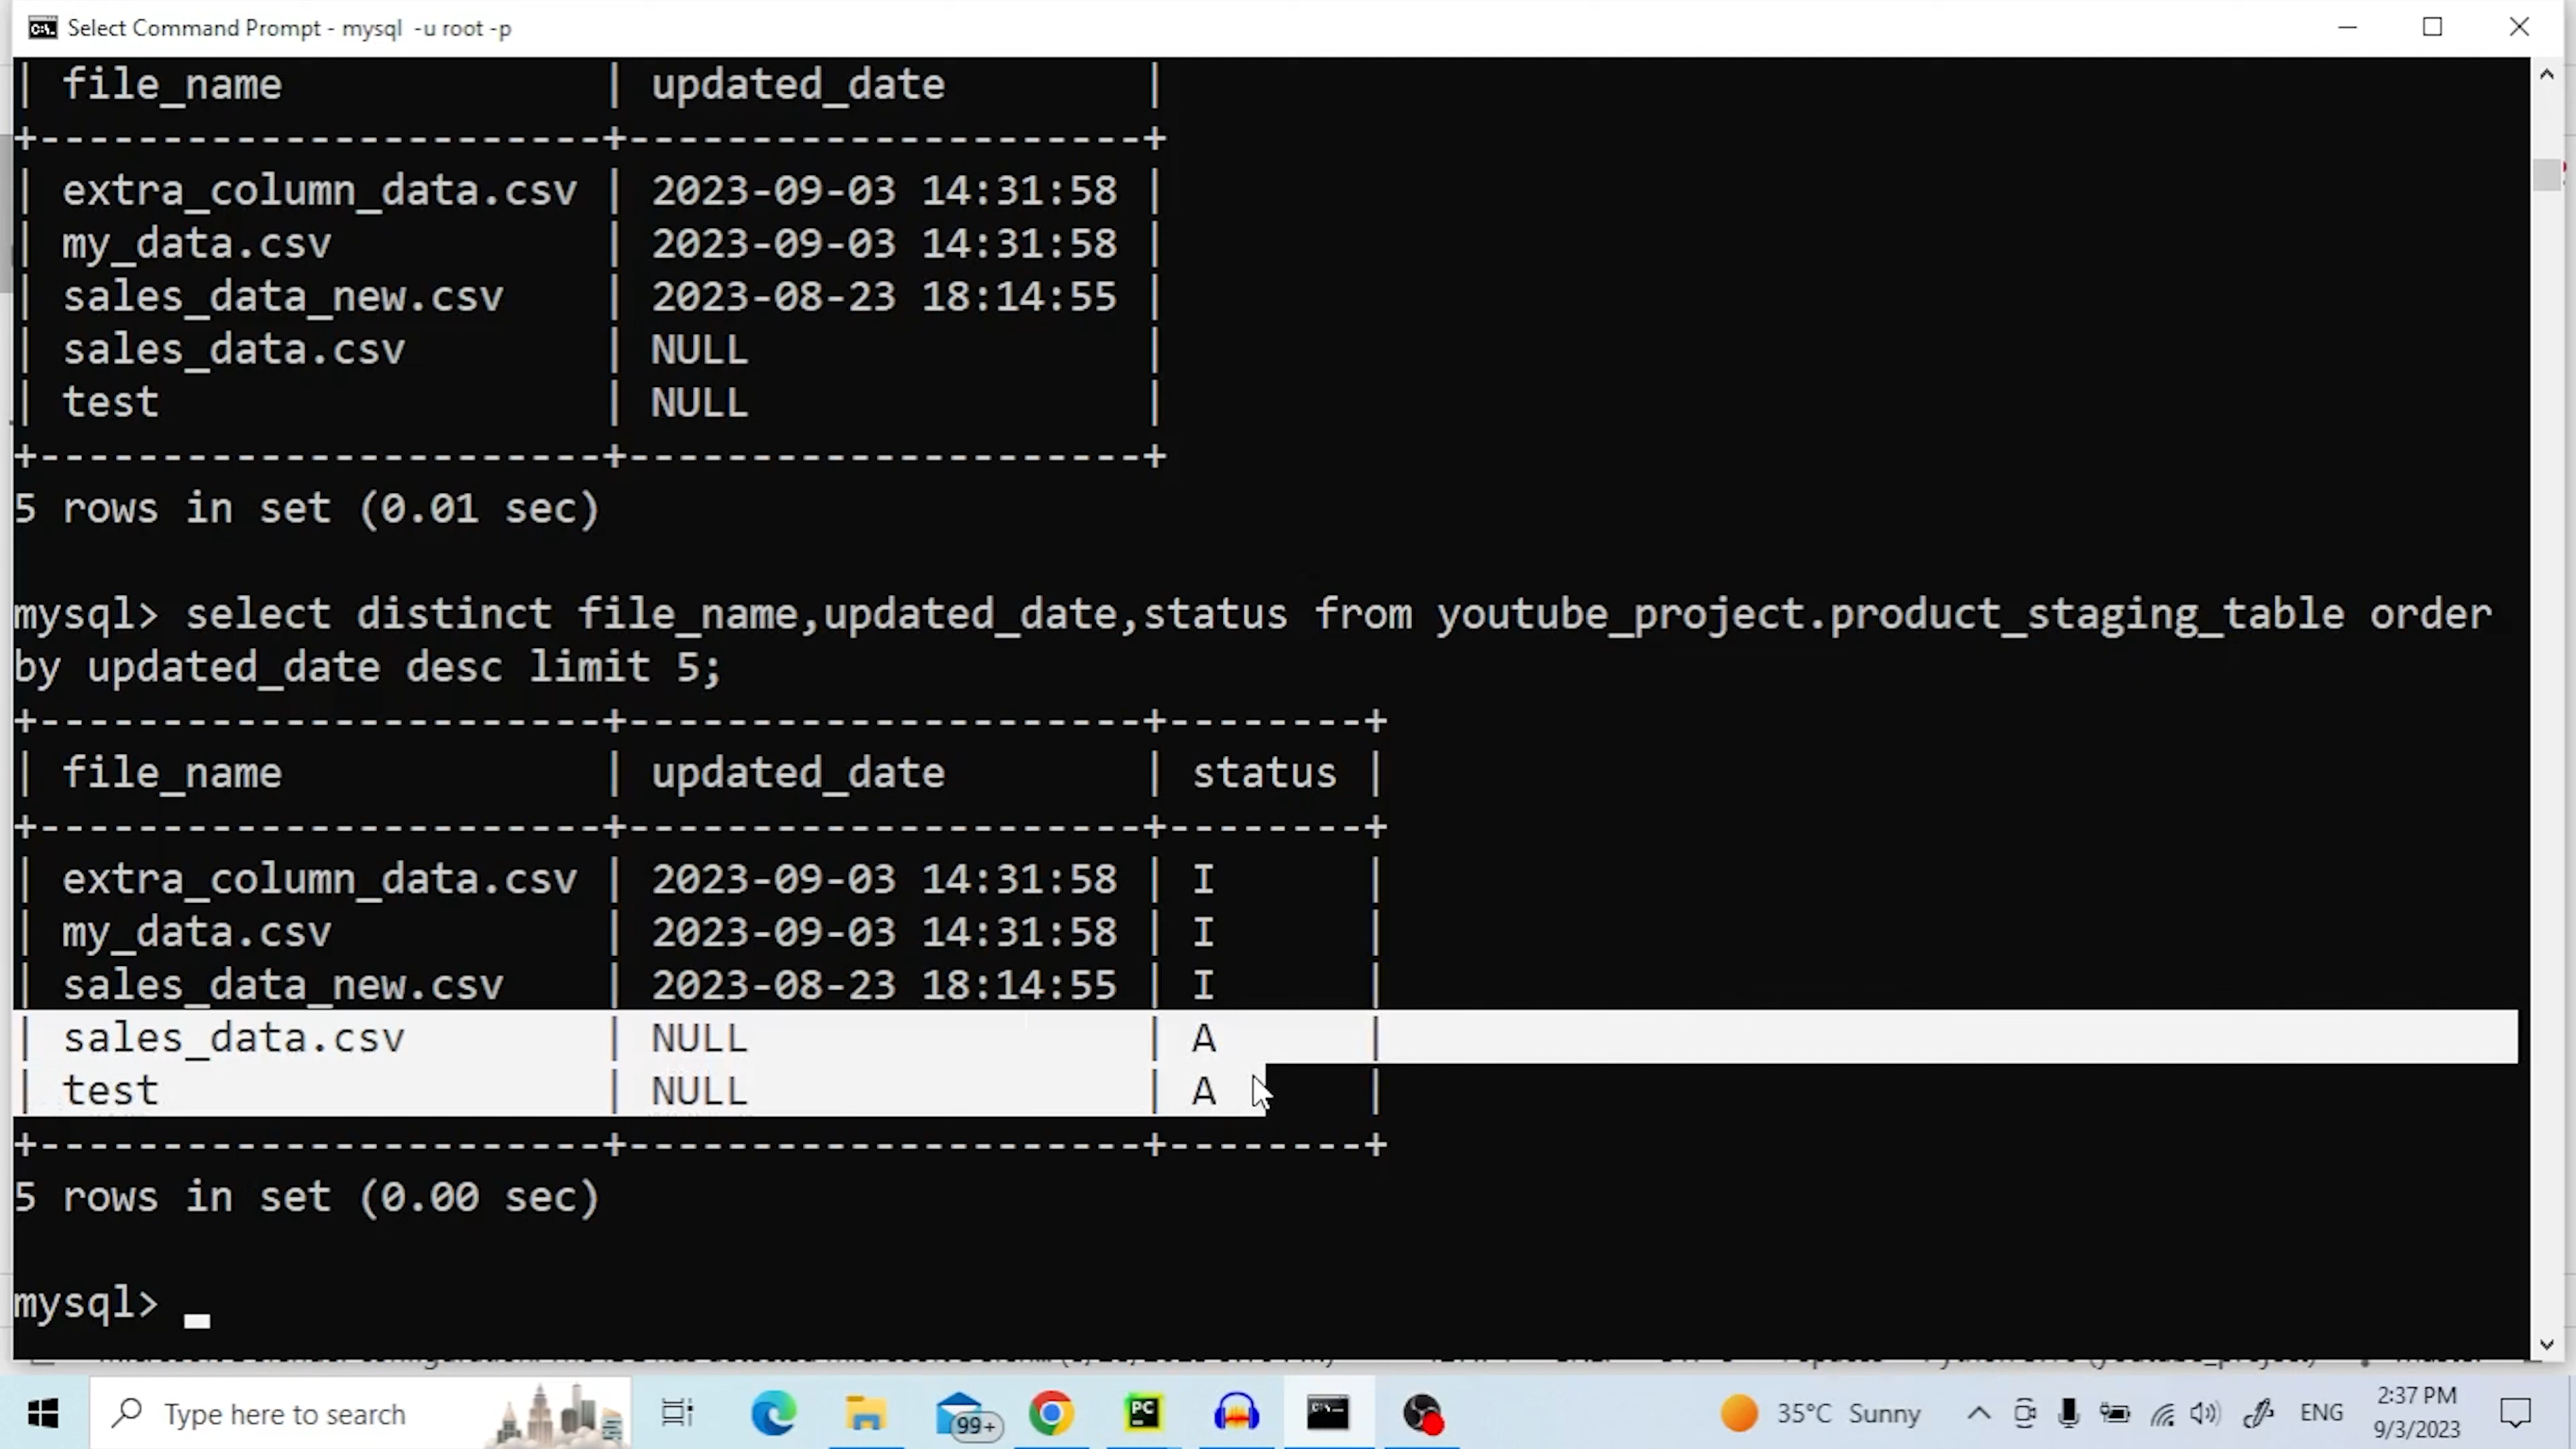 Select Command Prompt - mysql  -u root -p
| file_name            | updated_date        |
+----------------------+---------------------+
| extra_column_data.csv | 2023-09-03 14:31:58 |
| my_data.csv           | 2023-09-03 14:31:58 |
| sales_data_new.csv    | 2023-08-23 18:14:55 |
| sales_data.csv        | NULL                |
| test                  | NULL                |
+-----------------------+---------------------+
5 rows in set (0.01 sec)
mysql> select distinct file_name,updated_date,status from youtube_project.product_staging_table order
by updated_date desc limit 5;
+-----------------------+---------------------+--------+
| file_name             | updated_date        | status |
+-----------------------+---------------------+--------+
| extra_column_data.csv | 2023-09-03 14:31:58 | I      |
| my_data.csv           | 2023-09-03 14:31:58 | I      |
| sales_data_new.csv    | 2023-08-23 18:14:55 | I      |
| sales_data.csv        | NULL                | A      |
| test                  | NULL                | A      |
+-----------------------+---------------------+--------+
5 rows in set (0.00 sec)
mysql>
Type here to search
99+
PC
35°C Sunny
ENG
2:37 PM
9/3/2023